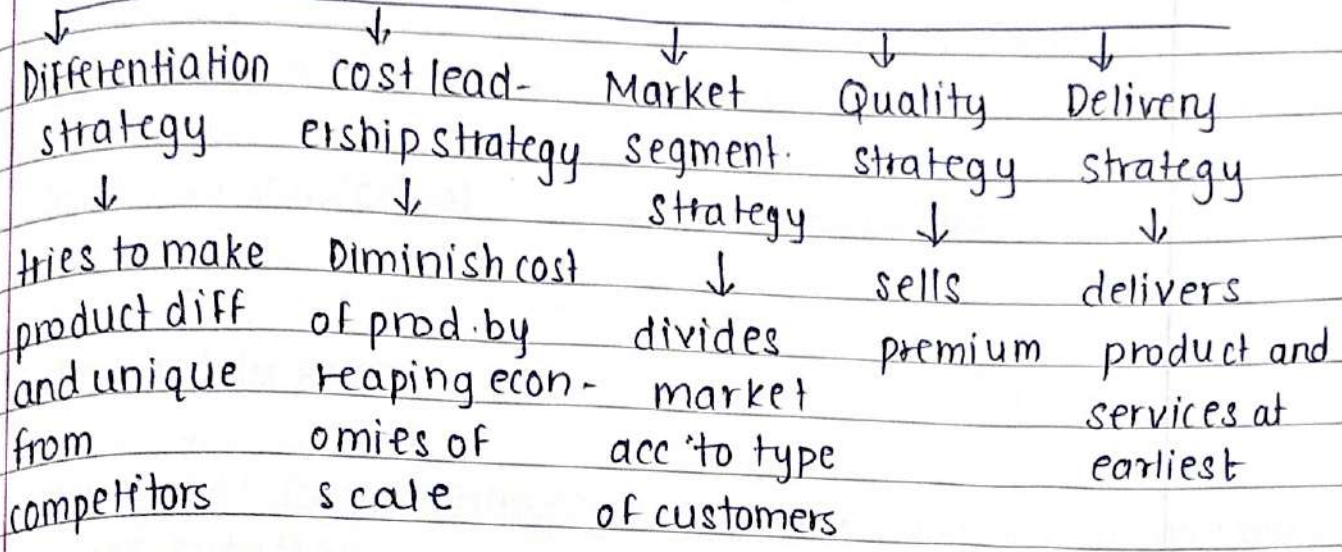 Differentiation
strategy
↓
tries to make
product diff
and unique
from
competitors
cost lead-
ership strategy
↓
Diminish cost
of prod. by
reaping econ-
omies of
scale
Market
segment.
strategy
↓
divides
market
acc to type
of customers
Quality
strategy
↓
sells
premium
Delivery
strategy
↓
delivers
product and
services at
earliest